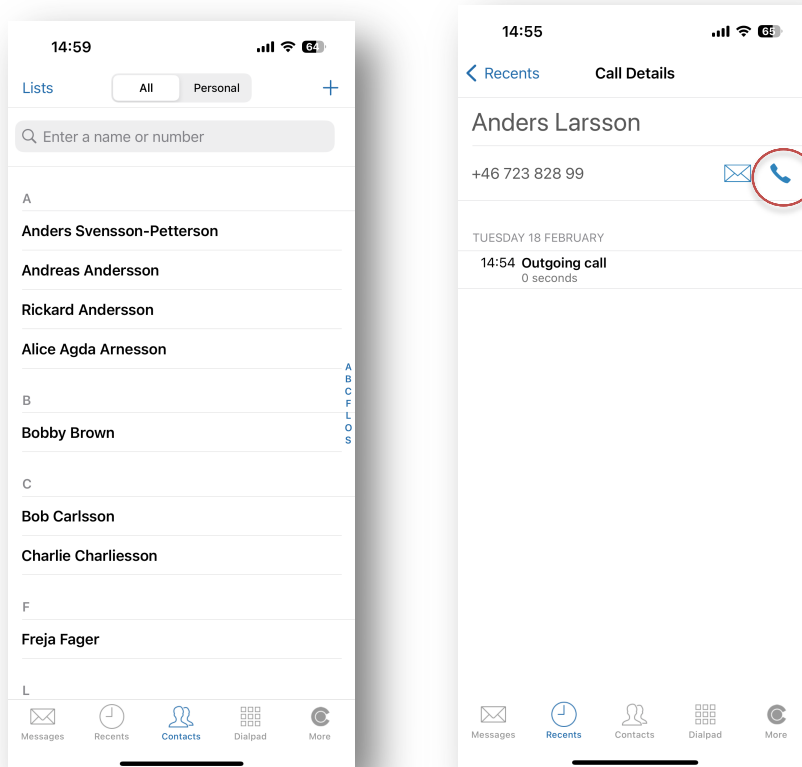 14:59
64
Lists
All
Personal
Enter a name or number
A
Anders Svensson-Petterson
Andreas Andersson
Rickard Andersson
Alice Agda Arnesson
B
Bobby Brown
C
Bob Carlsson
Charlie Charliesson
F
Freja Fager
L
A
B
C
F
L
O
S
Messages
Recents
Contacts
Dialpad
More
14:55
65
Recents
Call Details
Anders Larsson
+46 723 828 99
TUESDAY 18 FEBRUARY
14:54 Outgoing call
0 seconds
Messages
Recents
Contacts
Dialpad
More